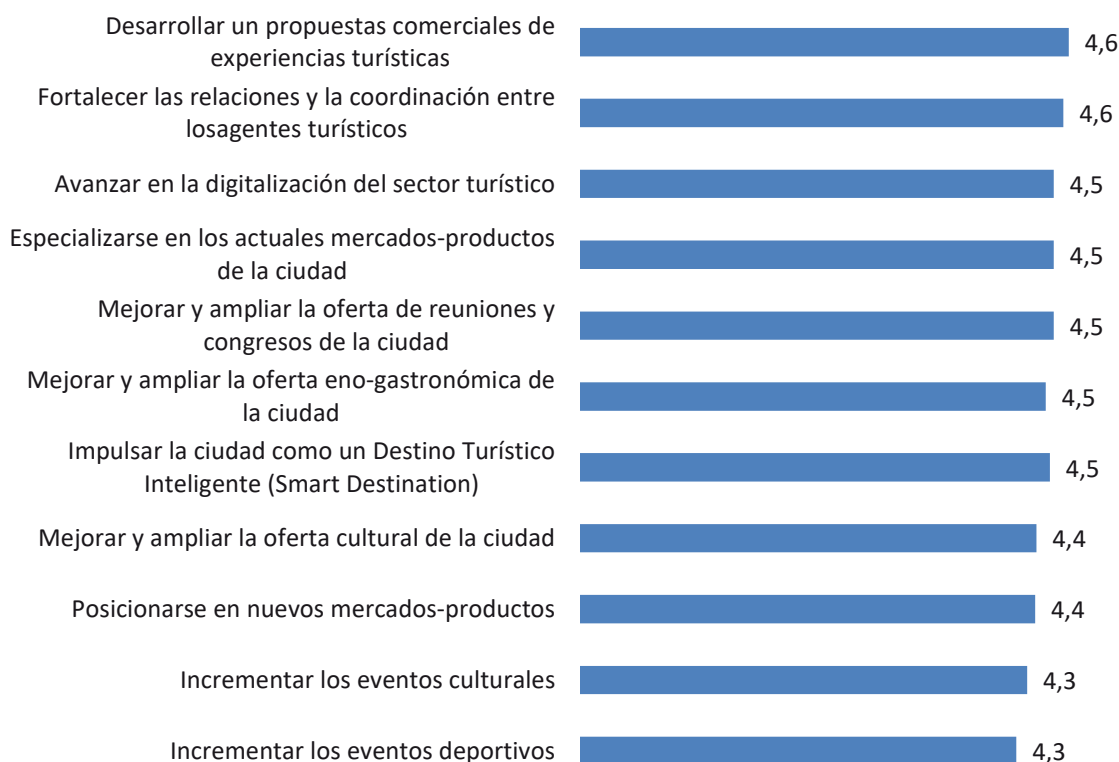 Desarrollar un propuestas comerciales de
experiencias turísticas
4,6
Fortalecer las relaciones y la coordinación entre
losagentes turísticos
4,6
Avanzar en la digitalización del sector turístico
4,5
Especializarse en los actuales mercados-productos
de la ciudad
4,5
Mejorar y ampliar la oferta de reuniones y
congresos de la ciudad
4,5
Mejorar y ampliar la oferta eno-gastronómica de
la ciudad
4,5
Impulsar la ciudad como un Destino Turístico
Inteligente (Smart Destination)
4,5
Mejorar y ampliar la oferta cultural de la ciudad
4,4
Posicionarse en nuevos mercados-productos
4,4
Incrementar los eventos culturales
4,3
Incrementar los eventos deportivos
4,3